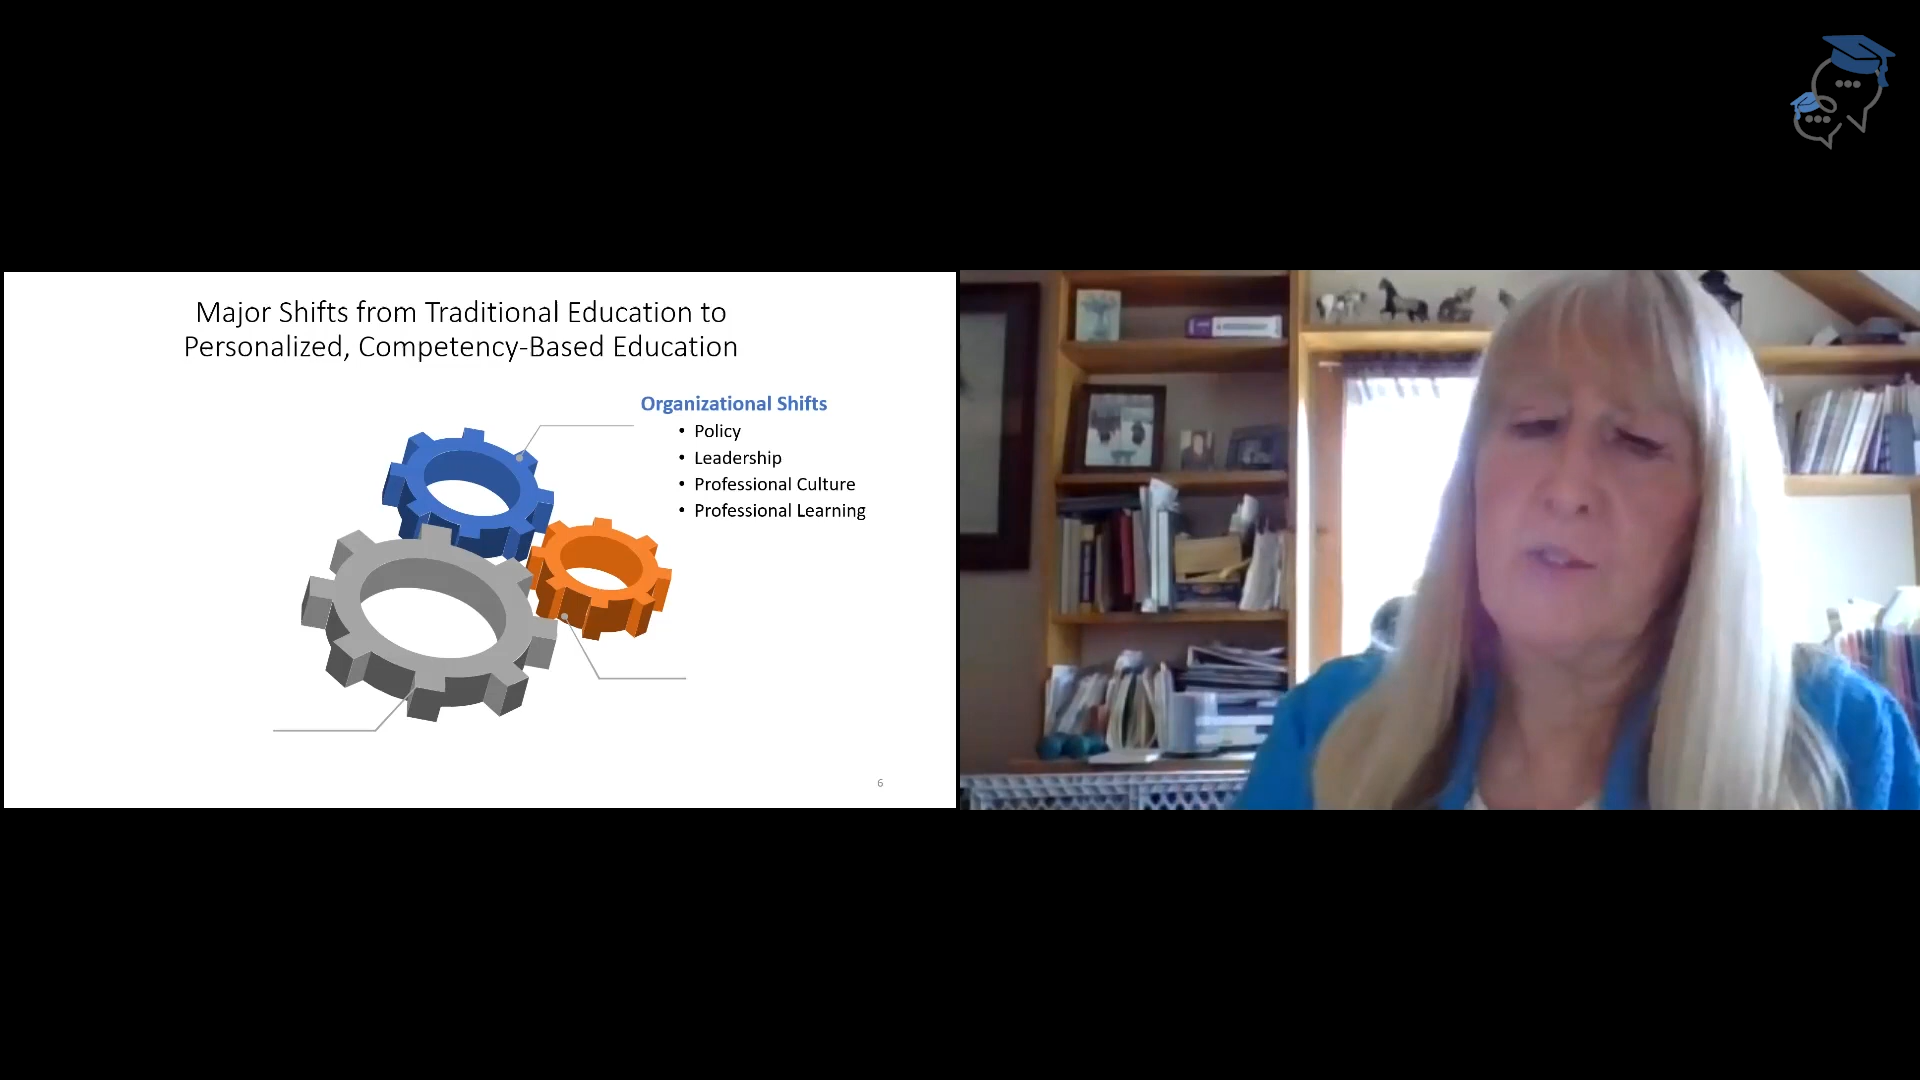 Major Shifts from Traditional Education to
Personalized, Competency-Based Education
Organizational Shifts
• Policy
• Leadership
• Professional Culture
• Professional Learning
6